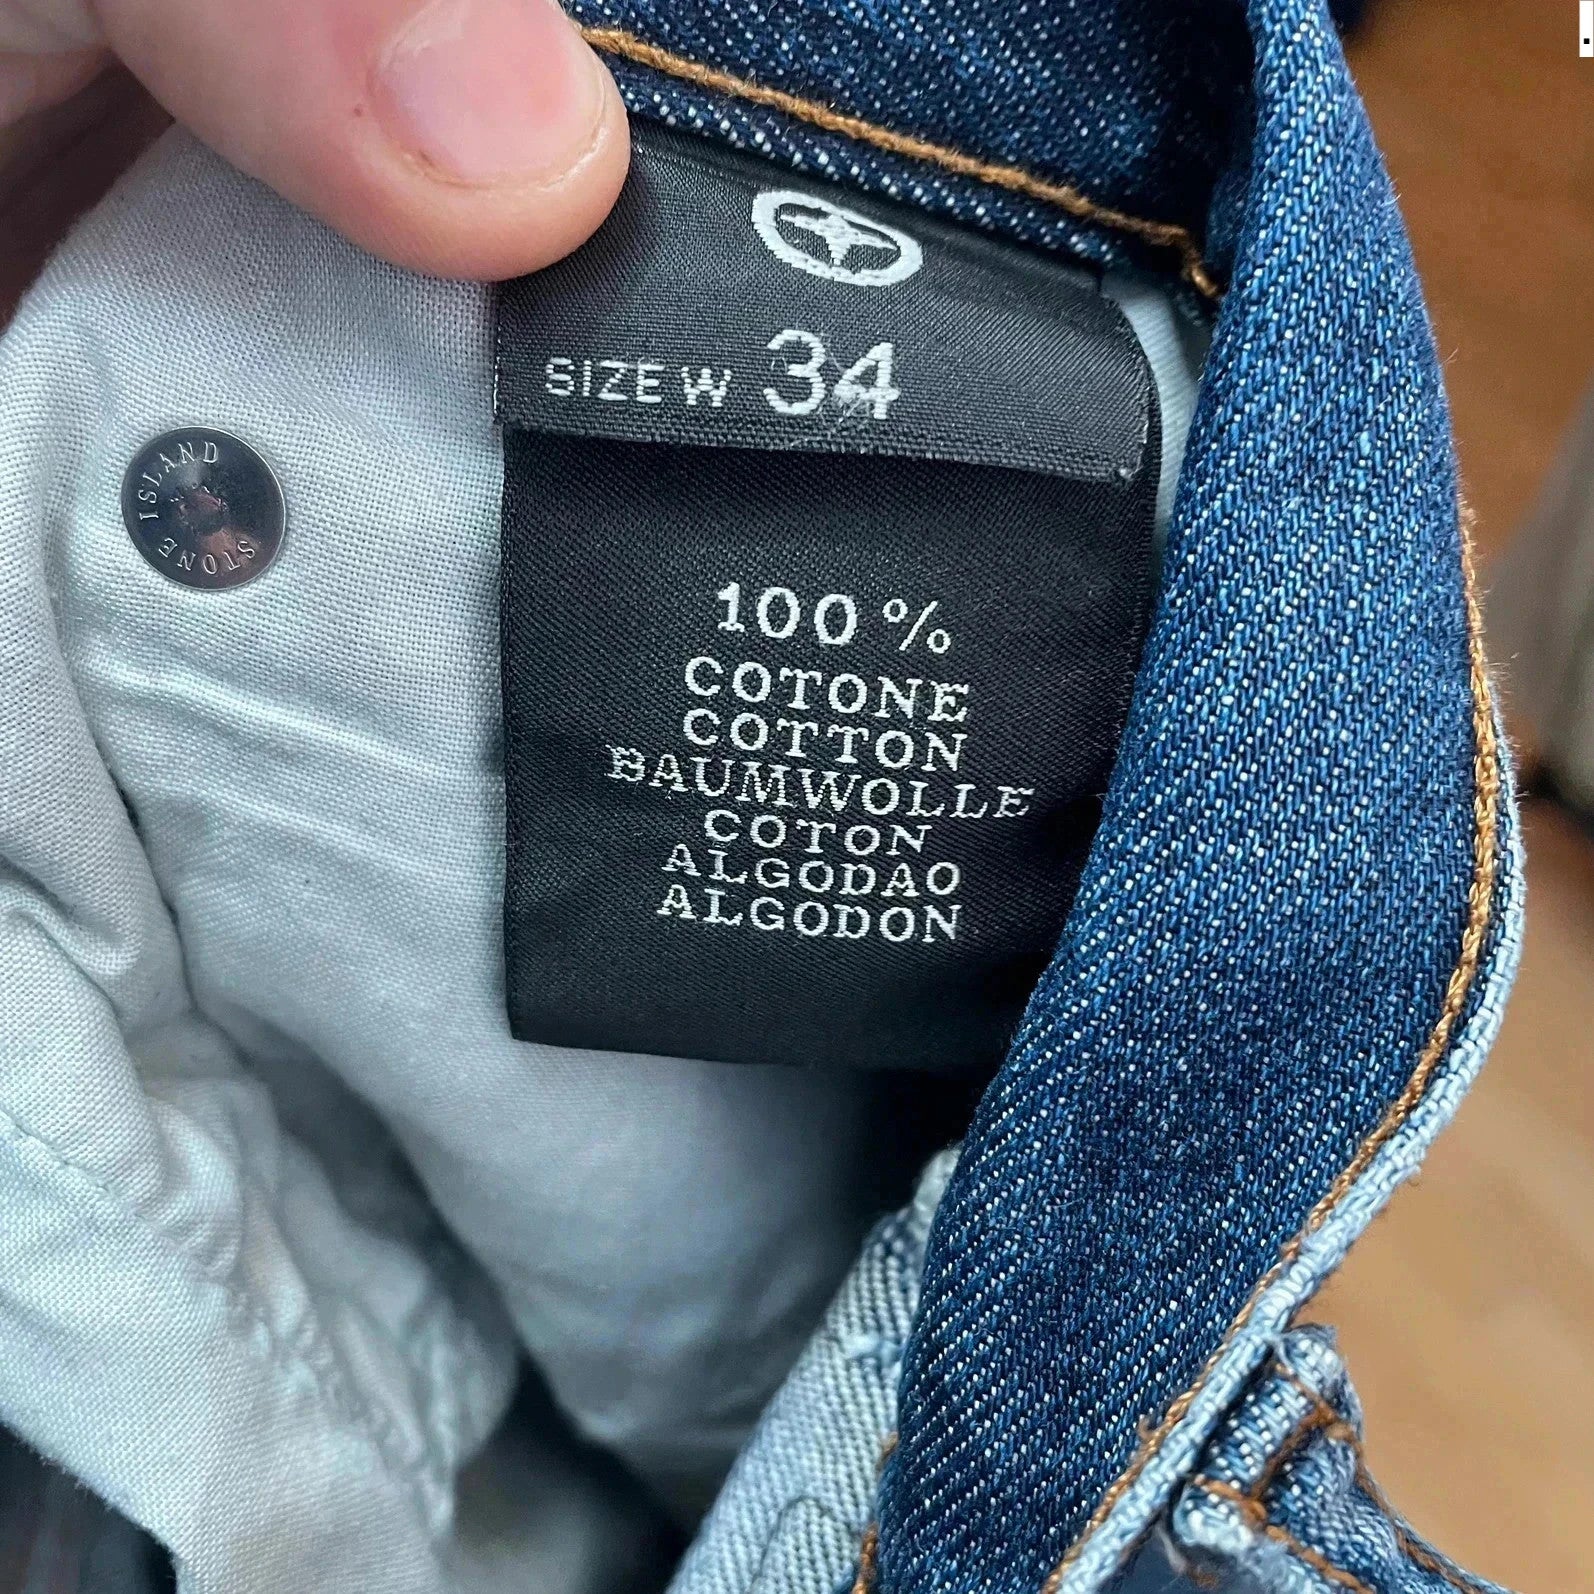 SIZE W 34
STONE ISLAND
100 %
COTONE
COTTON
BAUMWOLLE
COTON
ALGODAO
ALGODON